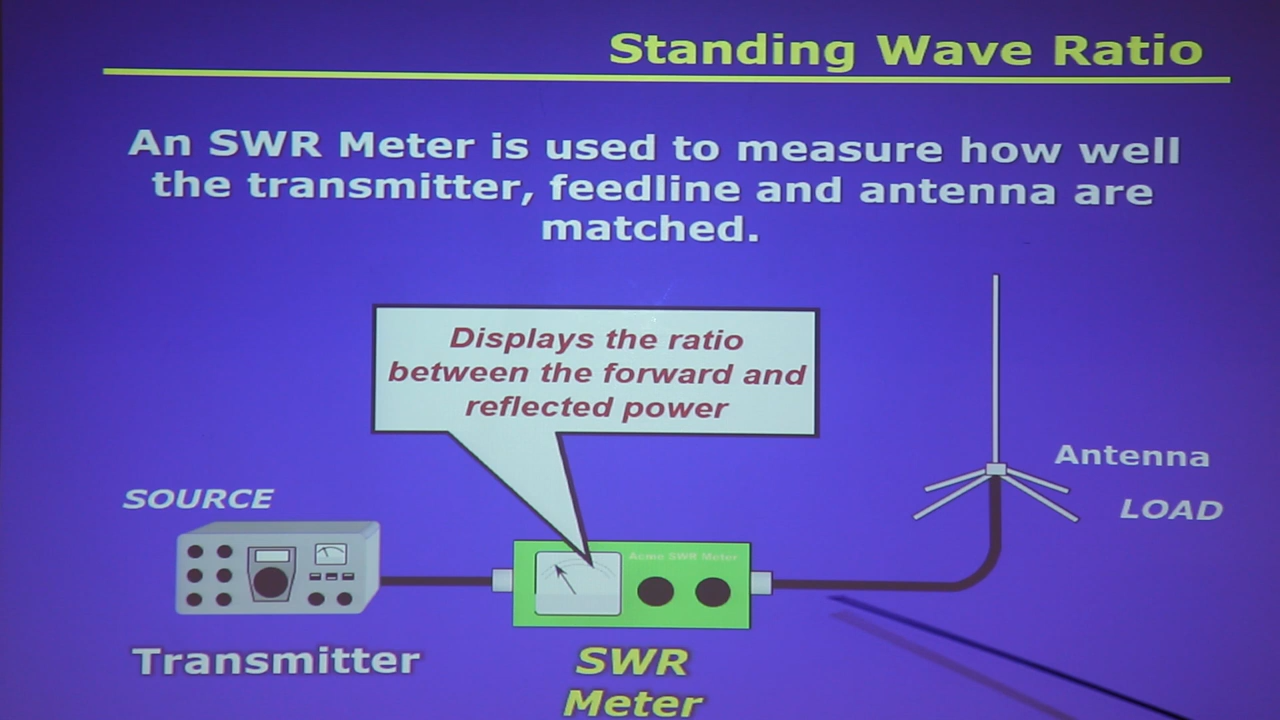 Standing Wave Ratio
An SWR Meter is used to measure how well
the transmitter, feedline and antenna are
matched.
Displays the ratio
between the forward and
reflected power
Antenna
SOURCE
LOAD
Acme SWR Meter
Transmitter
SWR
Meter